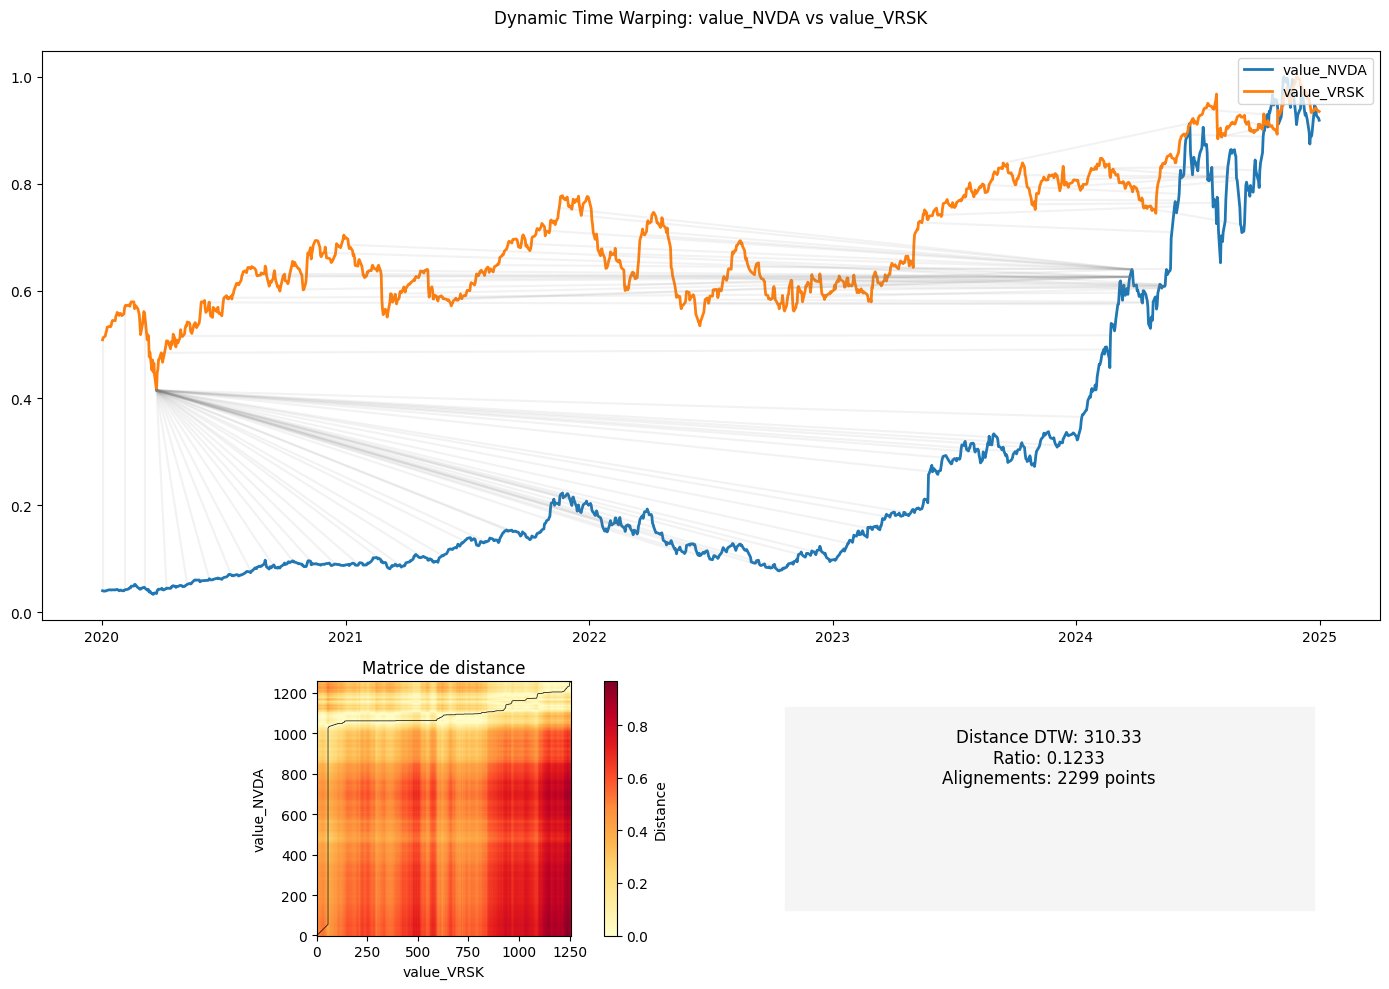 Dynamic Time Warping: value_NVDA vs value_VRSK
value_NVDA
value_VRSK
1.0
0.8
0.6
0.4
0.2
0.0
2020 2021 2022 2023 2024 2025
Matrice de distance
1200
1000
800
600
400
200
0
value_NVDA
0 250 500 750 1000 1250
value_VRSK
0.8
0.6
0.4
0.2
0.0
Distance
Distance DTW: 310.33
Ratio: 0.1233
Alignements: 2299 points